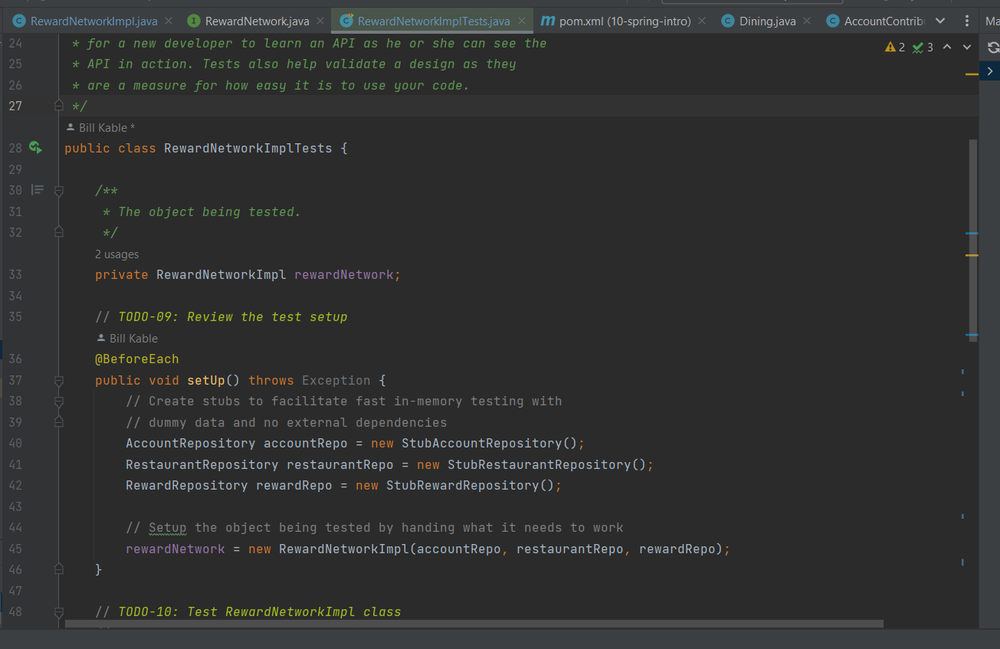 RewardNetworkImpl.java RewardNetwork.java RewardNetworkImplTests.java pom.xml (10-spring-intro) Dining.java AccountContrib Ma
24 * for a new developer to learn an API as he or she can see the
2 3
25 * API in action. Tests also help validate a design as they
26 * are a measure for how easy it is to use your code.
27 */
Bill Kable *
28 public class RewardNetworkImplTests {
29
30 /**
31 * The object being tested.
32 */
2 usages
33 private RewardNetworkImpl rewardNetwork;
34
35 // TODO-09: Review the test setup
Bill Kable
36 @BeforeEach
37 public void setUp() throws Exception {
38 // Create stubs to facilitate fast in-memory testing with
39 // dummy data and no external dependencies
40 AccountRepository accountRepo = new StubAccountRepository();
41 RestaurantRepository restaurantRepo = new StubRestaurantRepository();
42 RewardRepository rewardRepo = new StubRewardRepository();
43
44 // Setup the object being tested by handing what it needs to work
45 rewardNetwork = new RewardNetworkImpl(accountRepo, restaurantRepo, rewardRepo);
46 }
47
48 // TODO-10: Test RewardNetworkImpl class